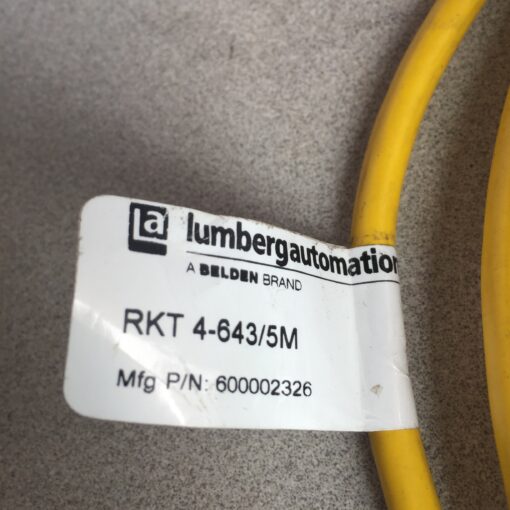 la lumbergautomation
A BELDEN BRAND
RKT 4-643/5M
Mfg P/N: 600002326